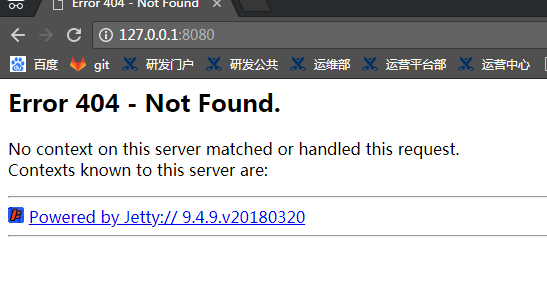 Error 404 - Not Found
127.0.0.1:8080
百度 git 研发门户 研发公共 运维部 运营平台部 运营中心
Error 404 - Not Found.
No context on this server matched or handled this request.
Contexts known to this server are:
Powered by Jetty:// 9.4.9.v20180320